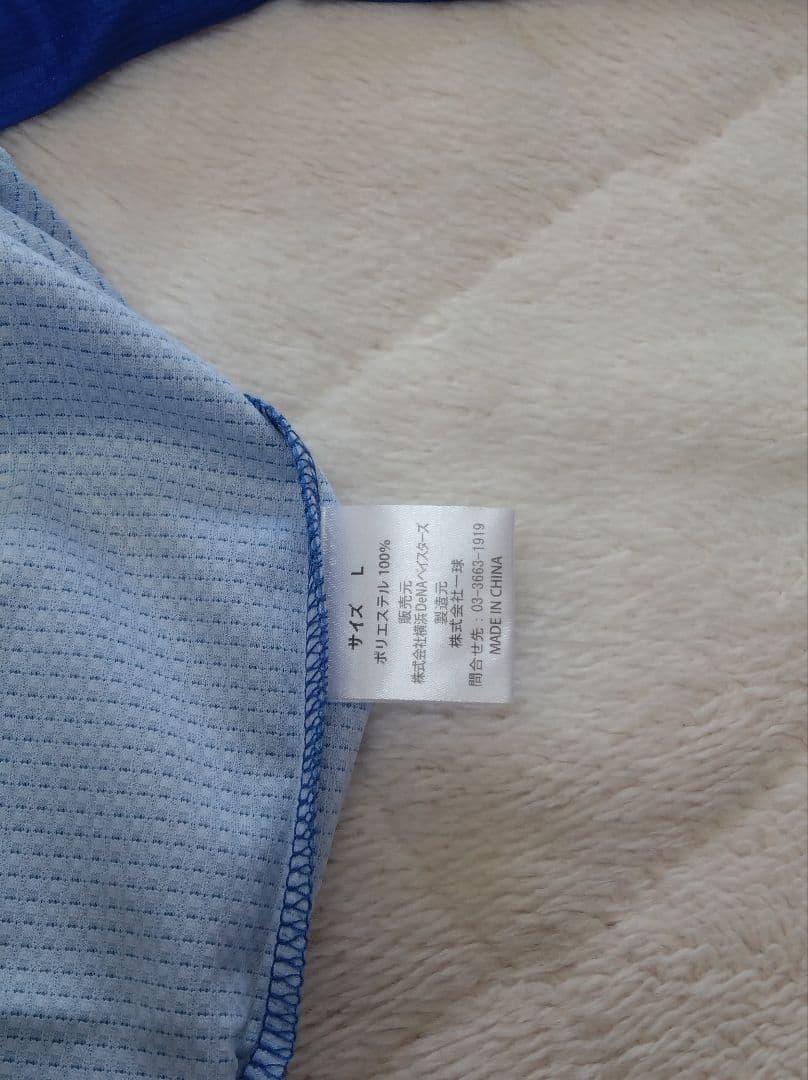 サイズ L
ポリエステル 100%
販売元
株式会社横浜DeNAベイスターズ
製造元
株式会社一球
問合せ先：03-3663-1919
MADE IN CHINA